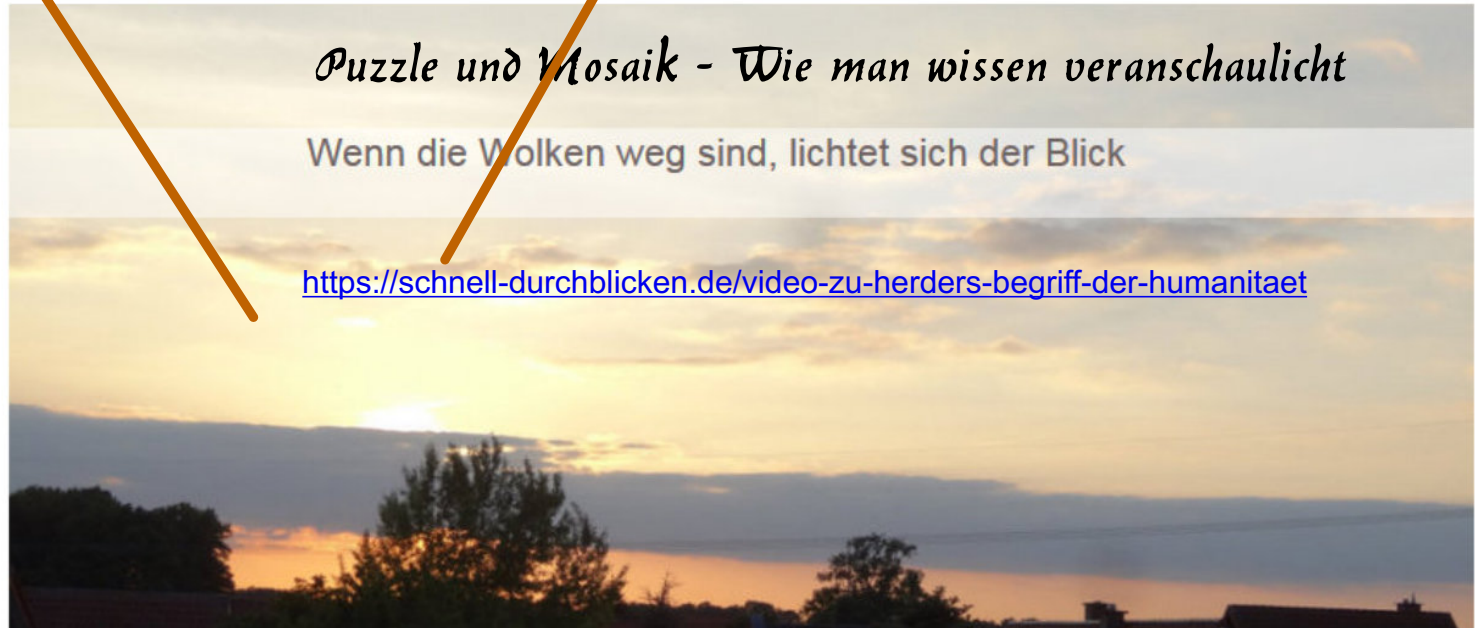 Puzzle und Mosaik - Wie man wissen veranschaulicht
Wenn die Wolken weg sind, lichtet sich der Blick
https://schnell-durchblicken.de/video-zu-herders-begriff-der-humanitaet